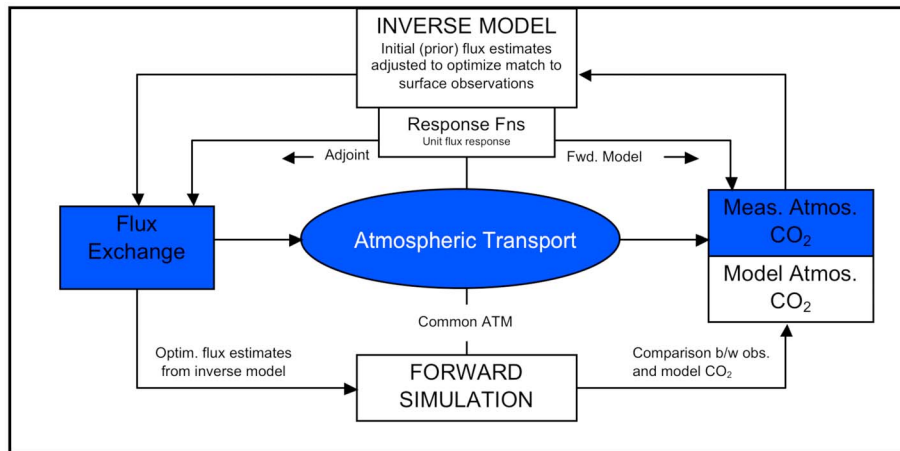 INVERSE MODEL
Initial (prior) flux estimates
adjusted to optimize match to
surface observations
Response Fns
Unit flux response
Adjoint
Fwd. Model
Flux
Exchange
Atmospheric Transport
Meas. Atmos.
CO₂
Model Atmos.
CO₂
Common ATM
Optim. flux estimates
from inverse model
FORWARD
SIMULATION
Comparison b/w obs.
and model CO₂